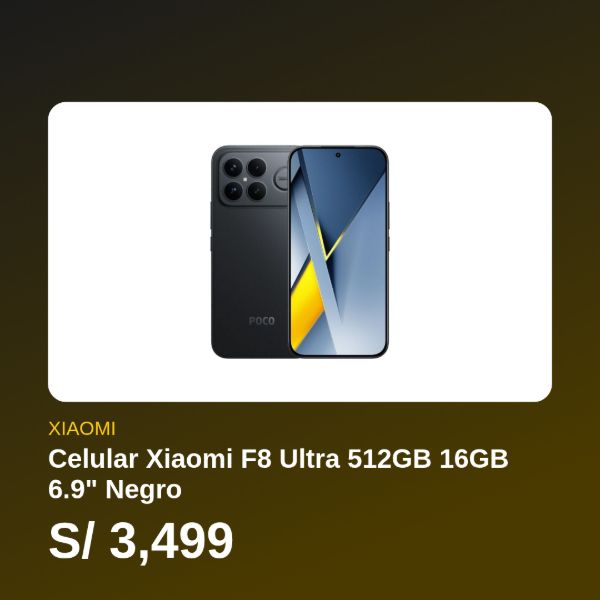 POCO
XIAOMI
Celular Xiaomi F8 Ultra 512GB 16GB
6.9" Negro
S/ 3,499